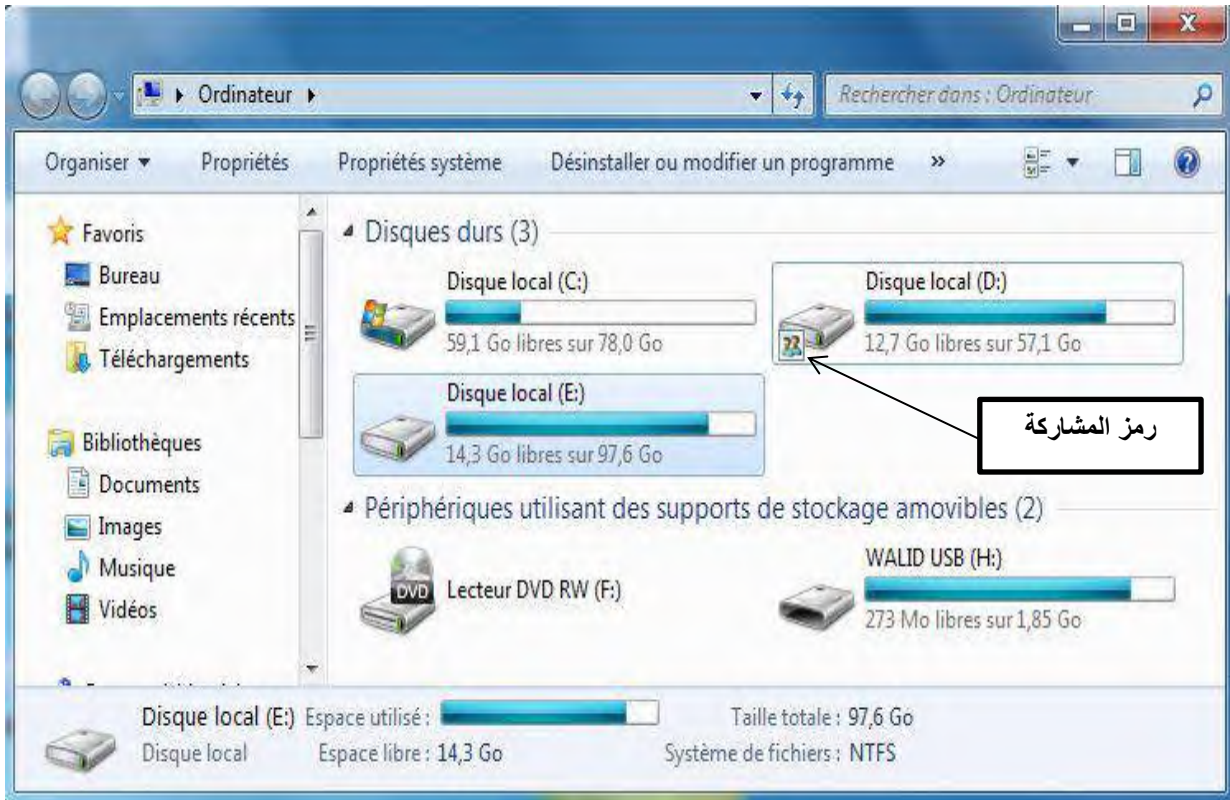 Ordinateur
Rechercher dans : Ordinateur
Organiser Propriétés Propriétés système Désinstaller ou modifier un programme »
Favoris
Bureau
Emplacements récents
Téléchargements
Bibliothèques
Documents
Images
Musique
Vidéos
Disques durs (3)
Disque local (C:)
59,1 Go libres sur 78,0 Go
Disque local (D:)
12,7 Go libres sur 57,1 Go
Disque local (E:)
14,3 Go libres sur 97,6 Go
رمز المشاركة
Périphériques utilisant des supports de stockage amovibles (2)
DVD
Lecteur DVD RW (F:)
WALID USB (H:)
273 Mo libres sur 1,85 Go
Disque local (E:) Espace utilisé : Taille totale : 97,6 Go
Disque local Espace libre : 14,3 Go Système de fichiers : NTFS